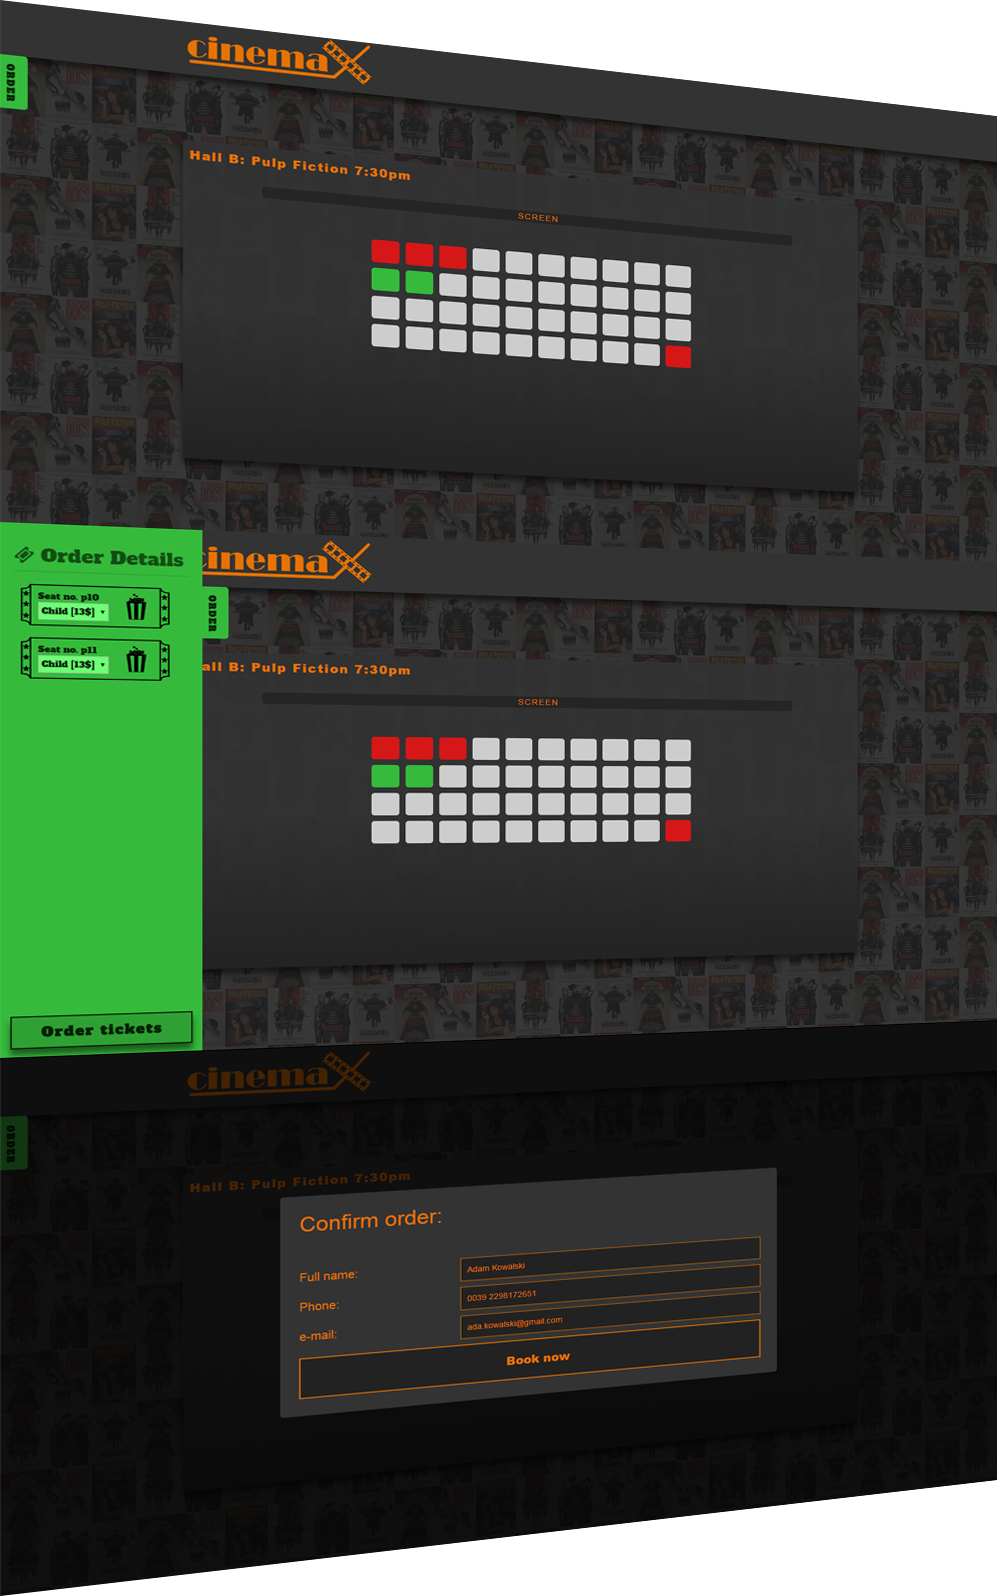 cinema X
ORDER
Hall B: Pulp Fiction 7:30pm
SCREEN
Order Details
cinema X
Seat no. p10
Child [13$]
ORDER
Seat no. p11
Child [13$]
all B: Pulp Fiction 7:30pm
SCREEN
Order tickets
cinema X
ORDER
Hall B: Pulp Fiction 7:30pm
Confirm order:
Full name:
Adam Kowalski
Phone:
0039 2298172651
e-mail:
ada.kowalski@gmail.com
Book now